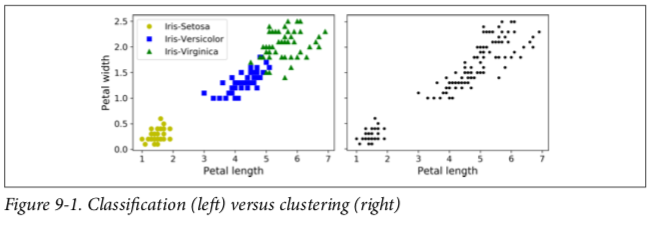 2.5
2.0
1.5
1.0
0.5
0.0
Petal width
Iris-Setosa
Iris-Versicolor
Iris-Virginica
1 2 3 4 5 6 7
Petal length
1 2 3 4 5 6 7
Petal length
Figure 9-1. Classification (left) versus clustering (right)